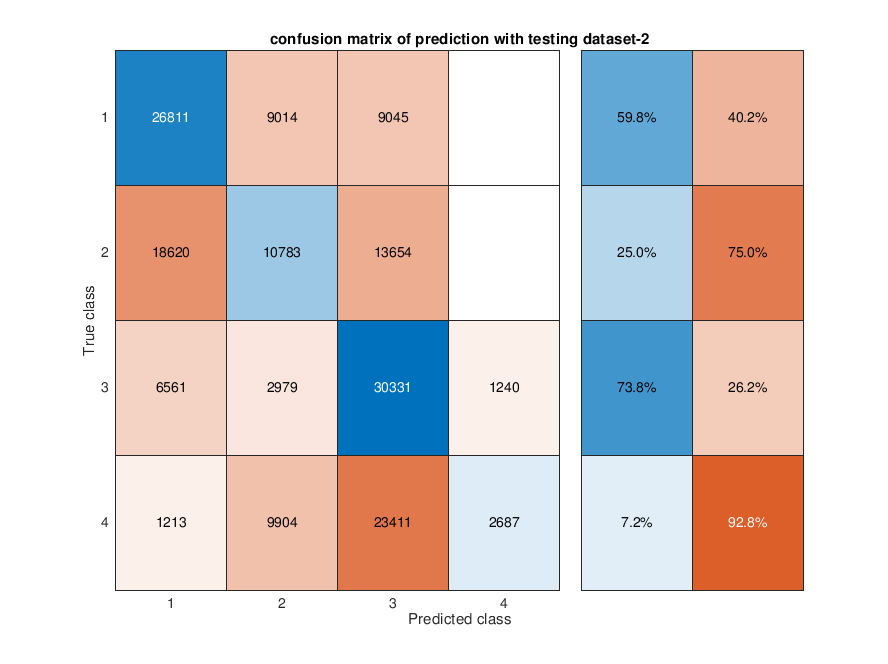 confusion matrix of prediction with testing dataset-2
1 26811 9014 9045 59.8% 40.2%
2 18620 10783 13654 25.0% 75.0%
True class
3 6561 2979 30331 1240 73.8% 26.2%
4 1213 9904 23411 2687 7.2% 92.8%
1 2 3 4
Predicted class